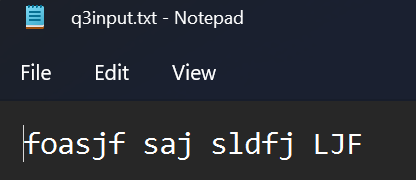 q3input.txt - Notepad
File Edit View
foasjf saj sldfj LJF